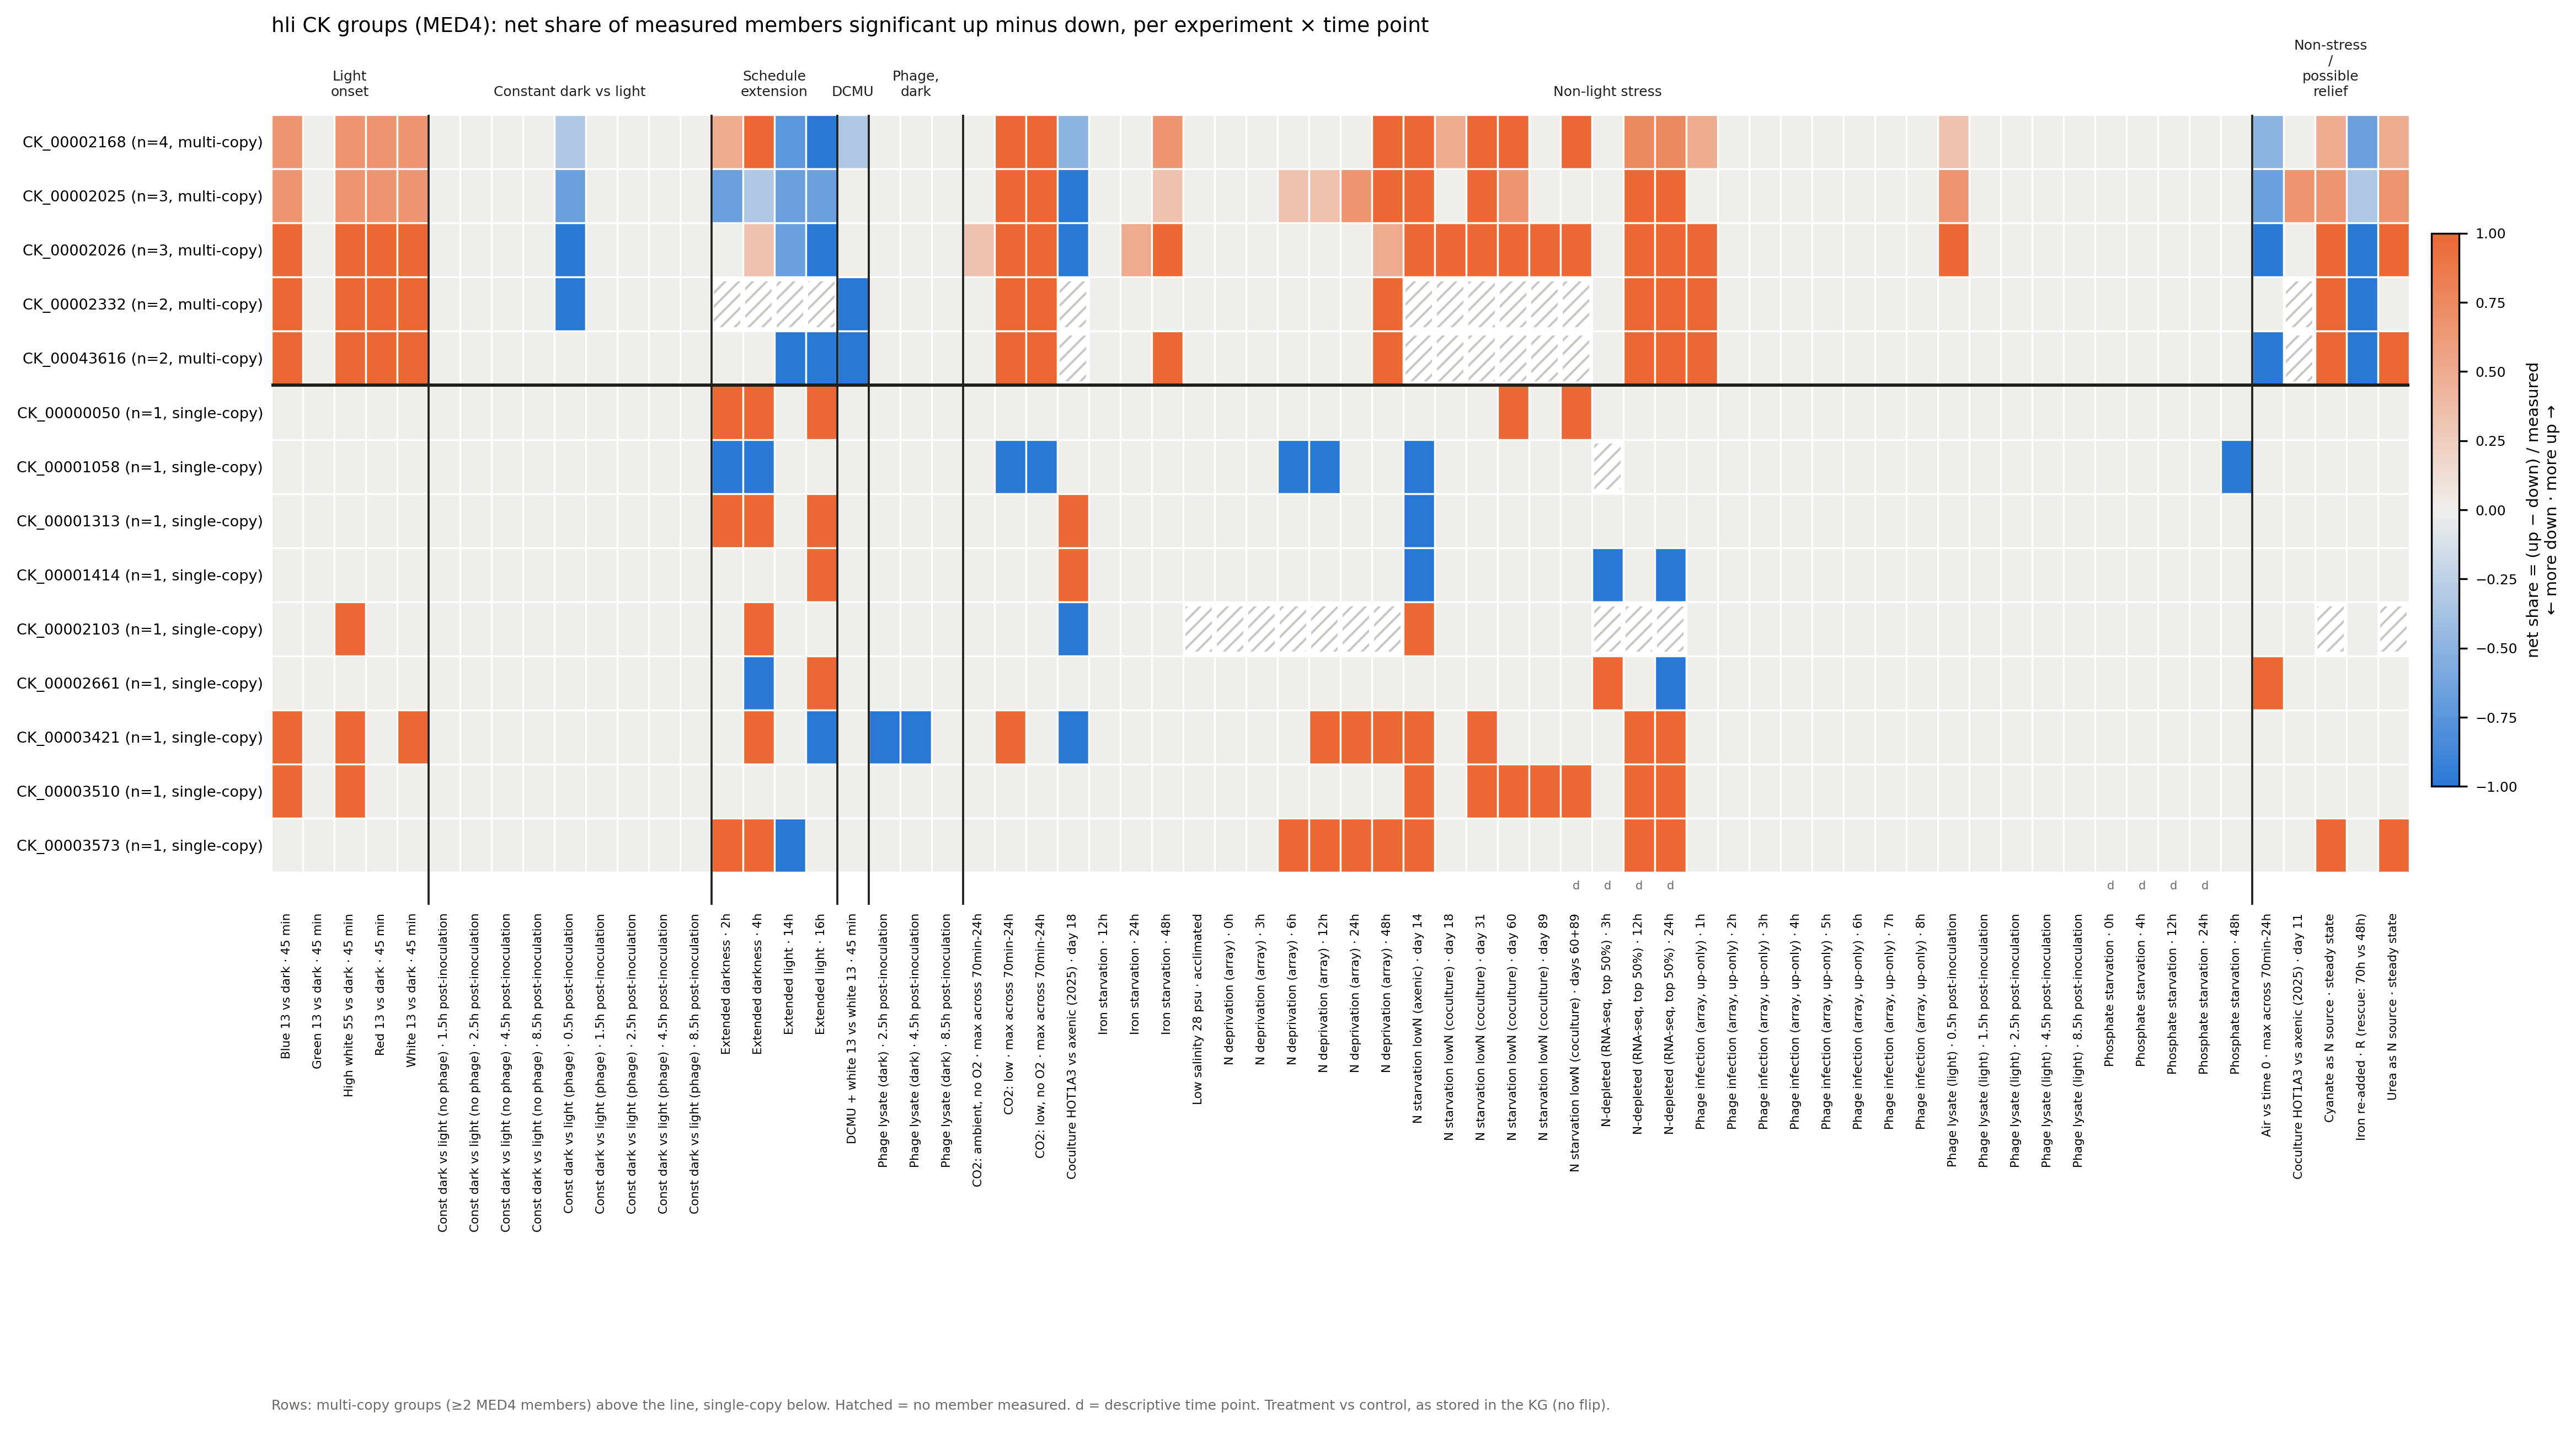 hli CK groups (MED4): net share of measured members significant up minus down, per experiment × time point
Light
onset
Constant dark vs light
Schedule
extension
DCMU
Phage,
dark
Non-light stress
Non-stress
/
possible
relief
CK_00002168 (n=4, multi-copy)
CK_00002025 (n=3, multi-copy)
CK_00002026 (n=3, multi-copy)
CK_00002332 (n=2, multi-copy)
CK_00043616 (n=2, multi-copy)
CK_00000050 (n=1, single-copy)
CK_00001058 (n=1, single-copy)
CK_00001313 (n=1, single-copy)
CK_00001414 (n=1, single-copy)
CK_00002103 (n=1, single-copy)
CK_00002661 (n=1, single-copy)
CK_00003421 (n=1, single-copy)
CK_00003510 (n=1, single-copy)
CK_00003573 (n=1, single-copy)
1.00
0.75
0.50
0.25
0.00
−0.25
−0.50
−0.75
−1.00
net share = (up − down) / measured
← more down · more up →
d d d d d d d d
Blue 13 vs dark · 45 min
Green 13 vs dark · 45 min
High white 55 vs dark · 45 min
Red 13 vs dark · 45 min
White 13 vs dark · 45 min
Const dark vs light (no phage) · 1.5h post-inoculation
Const dark vs light (no phage) · 2.5h post-inoculation
Const dark vs light (no phage) · 4.5h post-inoculation
Const dark vs light (no phage) · 8.5h post-inoculation
Const dark vs light (phage) · 0.5h post-inoculation
Const dark vs light (phage) · 1.5h post-inoculation
Const dark vs light (phage) · 2.5h post-inoculation
Const dark vs light (phage) · 4.5h post-inoculation
Const dark vs light (phage) · 8.5h post-inoculation
Extended darkness · 2h
Extended darkness · 4h
Extended light · 14h
Extended light · 16h
DCMU + white 13 vs white 13 · 45 min
Phage lysate (dark) · 2.5h post-inoculation
Phage lysate (dark) · 4.5h post-inoculation
Phage lysate (dark) · 8.5h post-inoculation
CO2: ambient, no O2 · max across 70min-24h
CO2: low · max across 70min-24h
CO2: low, no O2 · max across 70min-24h
Coculture HOT1A3 vs axenic (2025) · day 18
Iron starvation · 12h
Iron starvation · 24h
Iron starvation · 48h
Low salinity 28 psu · acclimated
N deprivation (array) · 0h
N deprivation (array) · 3h
N deprivation (array) · 6h
N deprivation (array) · 12h
N deprivation (array) · 24h
N deprivation (array) · 48h
N starvation lowN (axenic) · day 14
N starvation lowN (coculture) · day 18
N starvation lowN (coculture) · day 31
N starvation lowN (coculture) · day 60
N starvation lowN (coculture) · day 89
N starvation lowN (coculture) · days 60+89
N-depleted (RNA-seq, top 50%) · 3h
N-depleted (RNA-seq, top 50%) · 12h
N-depleted (RNA-seq, top 50%) · 24h
Phage infection (array, up-only) · 1h
Phage infection (array, up-only) · 2h
Phage infection (array, up-only) · 3h
Phage infection (array, up-only) · 4h
Phage infection (array, up-only) · 5h
Phage infection (array, up-only) · 6h
Phage infection (array, up-only) · 7h
Phage infection (array, up-only) · 8h
Phage lysate (light) · 0.5h post-inoculation
Phage lysate (light) · 1.5h post-inoculation
Phage lysate (light) · 2.5h post-inoculation
Phage lysate (light) · 4.5h post-inoculation
Phage lysate (light) · 8.5h post-inoculation
Phosphate starvation · 0h
Phosphate starvation · 4h
Phosphate starvation · 12h
Phosphate starvation · 24h
Phosphate starvation · 48h
Air vs time 0 · max across 70min-24h
Coculture HOT1A3 vs axenic (2025) · day 11
Cyanate as N source · steady state
Iron re-added · R (rescue: 70h vs 48h)
Urea as N source · steady state
Rows: multi-copy groups (≥2 MED4 members) above the line, single-copy below. Hatched = no member measured. d = descriptive time point. Treatment vs control, as stored in the KG (no flip).